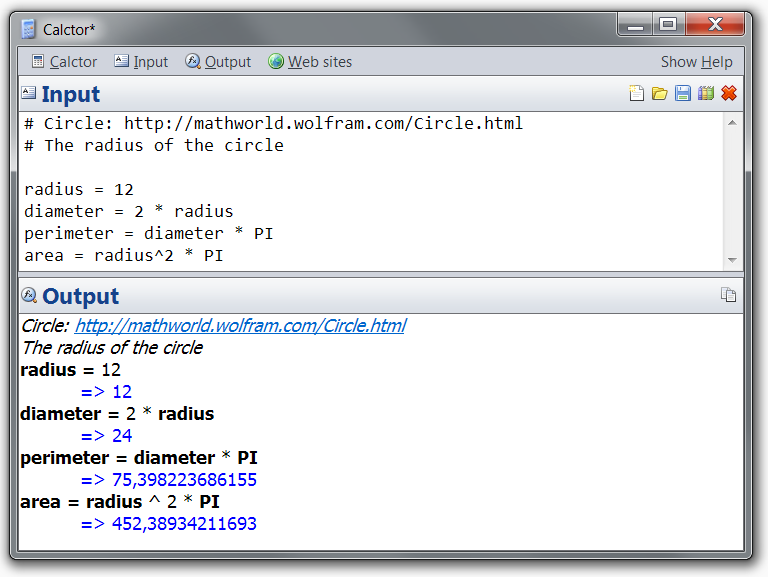 Calctor*
Calctor Input Output Web sites Show Help
Input
# Circle: http://mathworld.wolfram.com/Circle.html
# The radius of the circle
radius = 12
diameter = 2 * radius
perimeter = diameter * PI
area = radius^2 * PI
Output
Circle: http://mathworld.wolfram.com/Circle.html
The radius of the circle
radius = 12
=> 12
diameter = 2 * radius
=> 24
perimeter = diameter * PI
=> 75,398223686155
area = radius ^ 2 * PI
=> 452,38934211693